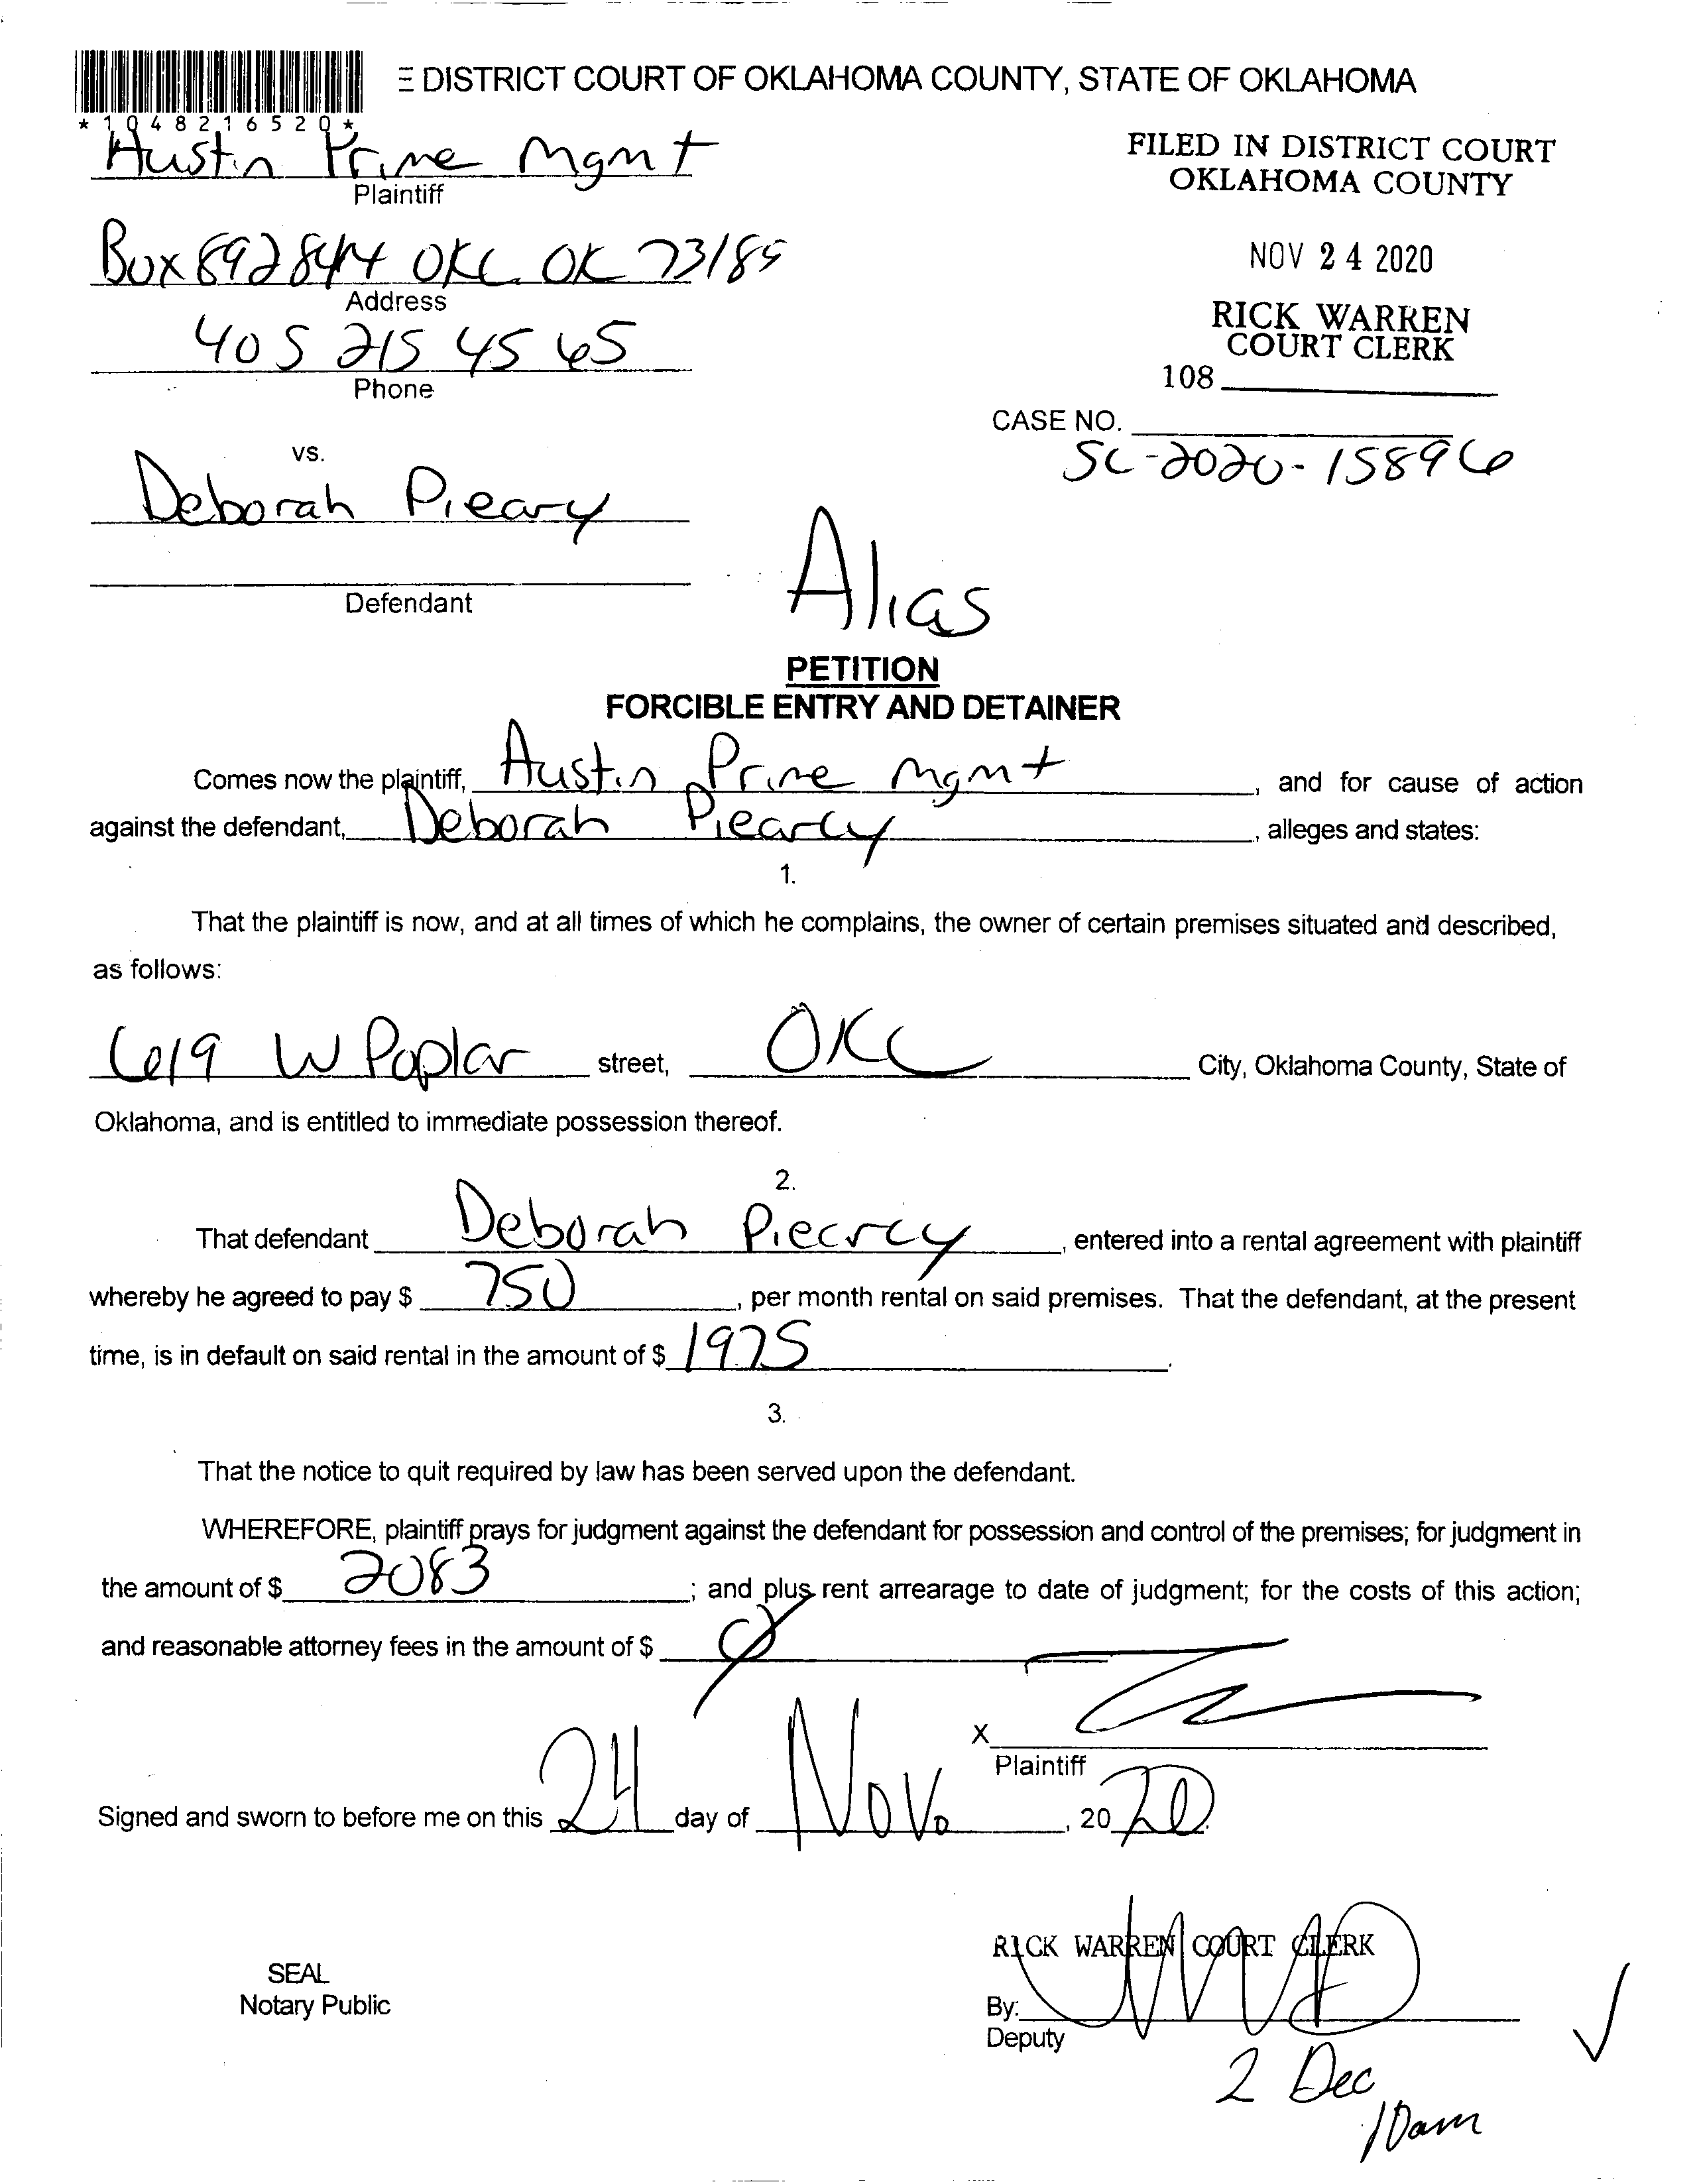 DISTRICT COURT OF OKLAHOMA COUNTY, STATE OF OKLAHOMA
* 1 0 4 8 2 1 6 5 2 0 *
Austin Prime Mgmt
Plaintiff
FILED IN DISTRICT COURT
OKLAHOMA COUNTY
Box 892844 OKC OK 73189
Address
NOV 24 2020
405 215 4565
Phone
RICK WARREN
COURT CLERK
108
CASE NO.
SC-2020-15896
vs.
Deborah Pieary
Defendant
Alias
PETITION
FORCIBLE ENTRY AND DETAINER
Comes now the plaintiff, Austin Prime Mgmt, and for cause of action
against the defendant, Deborah Piearcy, alleges and states:
1.
That the plaintiff is now, and at all times of which he complains, the owner of certain premises situated and described,
as follows:
619 W Poplar street, OKC City, Oklahoma County, State of
Oklahoma, and is entitled to immediate possession thereof.
2.
That defendant Deborah Piearcy, entered into a rental agreement with plaintiff
whereby he agreed to pay $ 750, per month rental on said premises. That the defendant, at the present
time, is in default on said rental in the amount of $ 1975.
3.
That the notice to quit required by law has been served upon the defendant.
WHEREFORE, plaintiff prays for judgment against the defendant for possession and control of the premises; for judgment in
the amount of $ 2083; and plus rent arrearage to date of judgment; for the costs of this action;
and reasonable attorney fees in the amount of $ Ø
X
Plaintiff
Signed and sworn to before me on this 24 day of Nov., 20 20.
RICK WARREN COURT CLERK
SEAL
Notary Public
By:
Deputy
2 Dec
10am